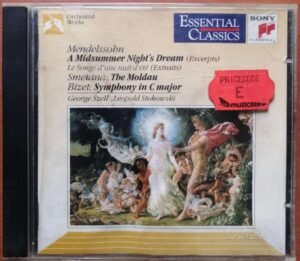 Orchestral
Works
ESSENTIAL
CLASSICS
SONY
Mendelssohn
A Midsummer Night's Dream (Excerpts)
Le Songe d'une nuit d'été (Extraits)
Smetana: The Moldau
Bizet: Symphony in C major
George Szell · Leopold Stokowski
PRICECODE
E